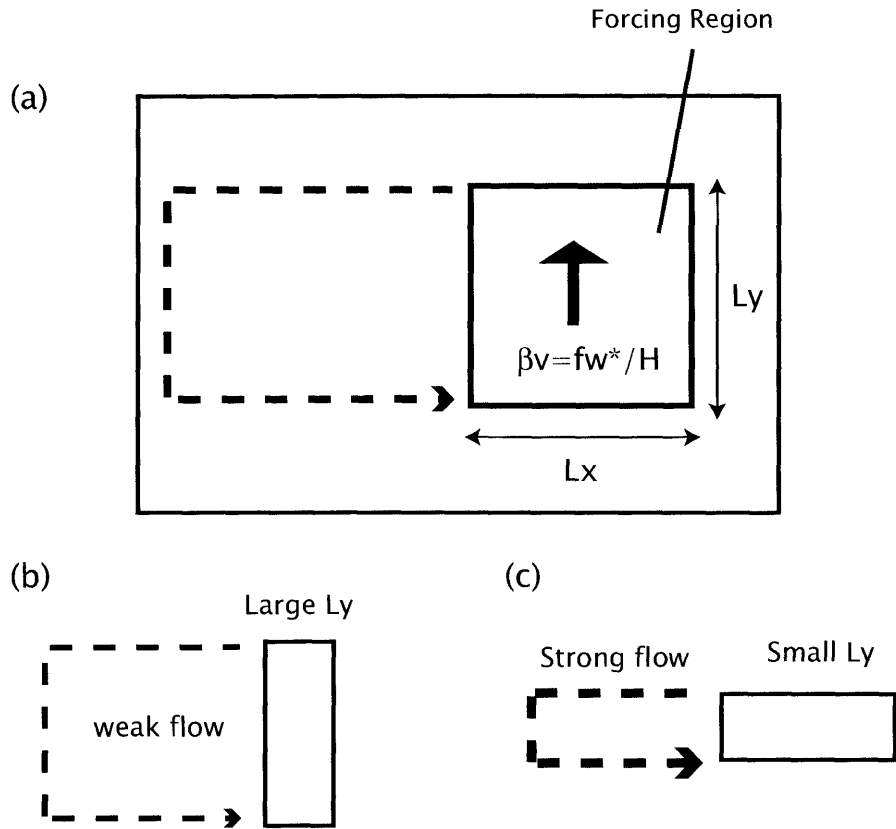 Forcing Region
(a)
Ly
βv=fw*/H
Lx
(b)
(c)
Large Ly
Strong flow
Small Ly
weak flow